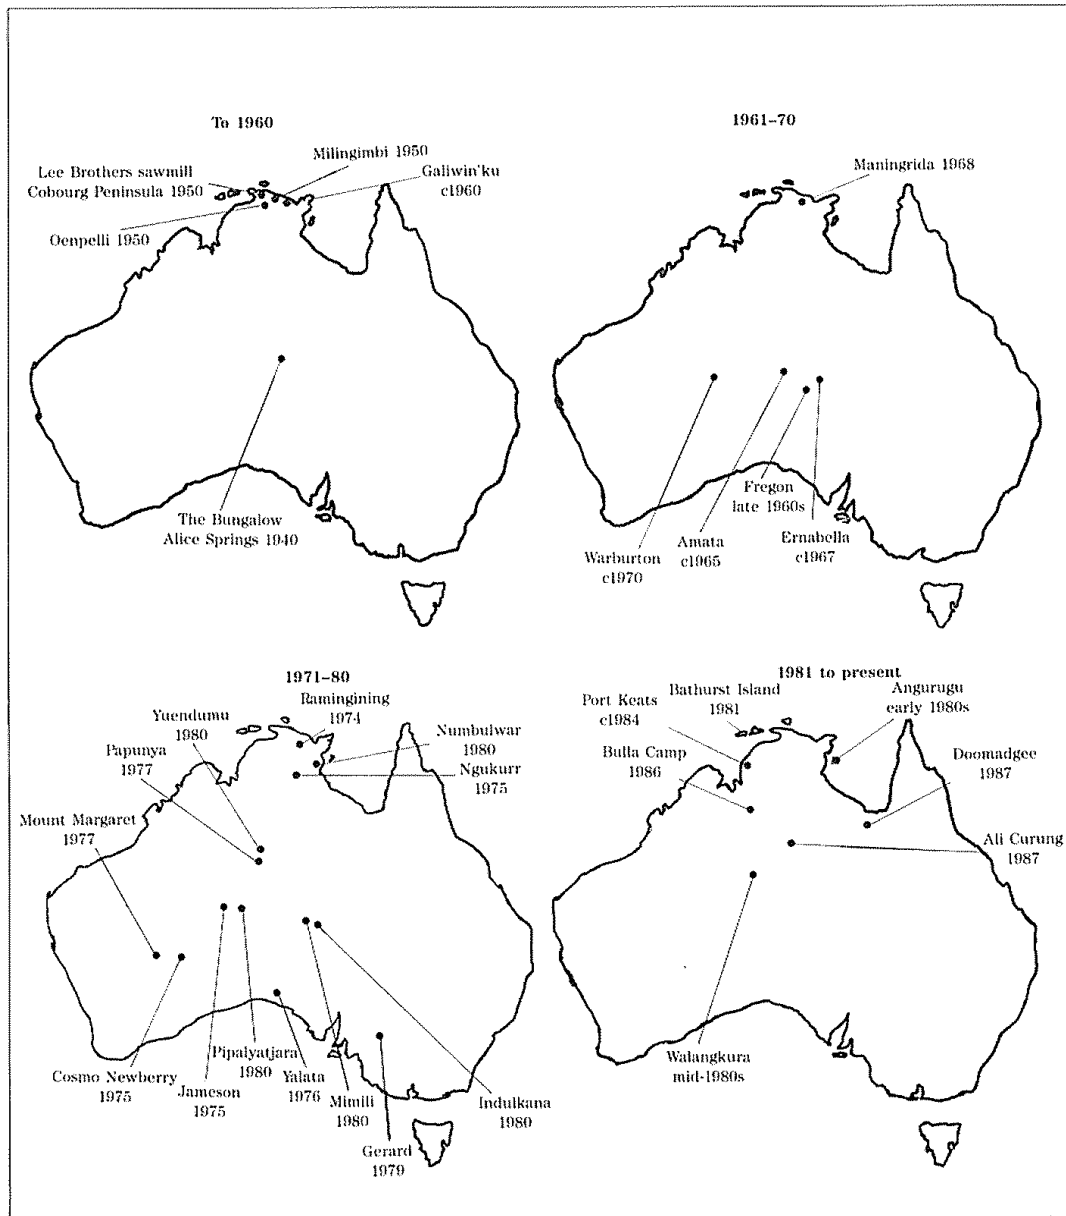 To 1960
Milingimbi 1950
Lee Brothers sawmill
Cobourg Peninsula 1950
Galiwin'ku
c1960
Oenpelli 1950
The Bungalow
Alice Springs 1940
1961–70
Maningrida 1968
Fregon
late 1960s
Warburton
c1970
Amata
c1965
Ernabella
c1967
1971–80
Ramingining
1974
Yuendumu
1980
Numbulwar
1980
Papunya
1977
Ngukurr
1975
Mount Margaret
1977
Cosmo Newberry
1975
Jameson
1975
Pipalyatjara
1980
Yalata
1976
Mimili
1980
Indulkana
1980
Gerard
1979
1981 to present
Port Keats
c1984
Bathurst Island
1981
Angurugu
early 1980s
Bulla Camp
1986
Doomadgee
1987
Ali Curung
1987
Walangkura
mid-1980s